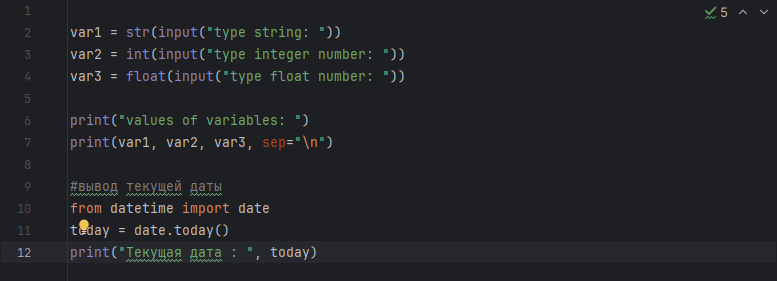 5
1
2 var1 = str(input("type string: "))
3 var2 = int(input("type integer number: "))
4 var3 = float(input("type float number: "))
5
6 print("values of variables: ")
7 print(var1, var2, var3, sep="\n")
8
9 #вывод текущей даты
10 from datetime import date
11 today = date.today()
12 print("Текущая дата : ", today)